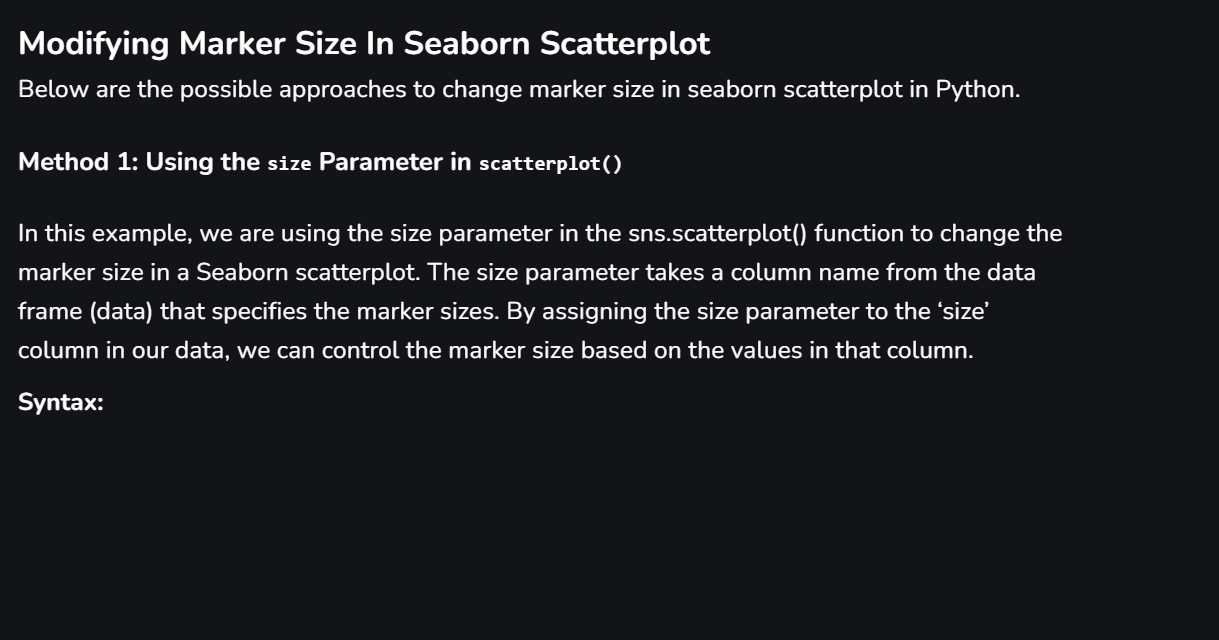 Modifying Marker Size In Seaborn Scatterplot
Below are the possible approaches to change marker size in seaborn scatterplot in Python.
Method 1: Using the size Parameter in scatterplot()
In this example, we are using the size parameter in the sns.scatterplot() function to change the
marker size in a Seaborn scatterplot. The size parameter takes a column name from the data
frame (data) that specifies the marker sizes. By assigning the size parameter to the ‘size’
column in our data, we can control the marker size based on the values in that column.
Syntax: